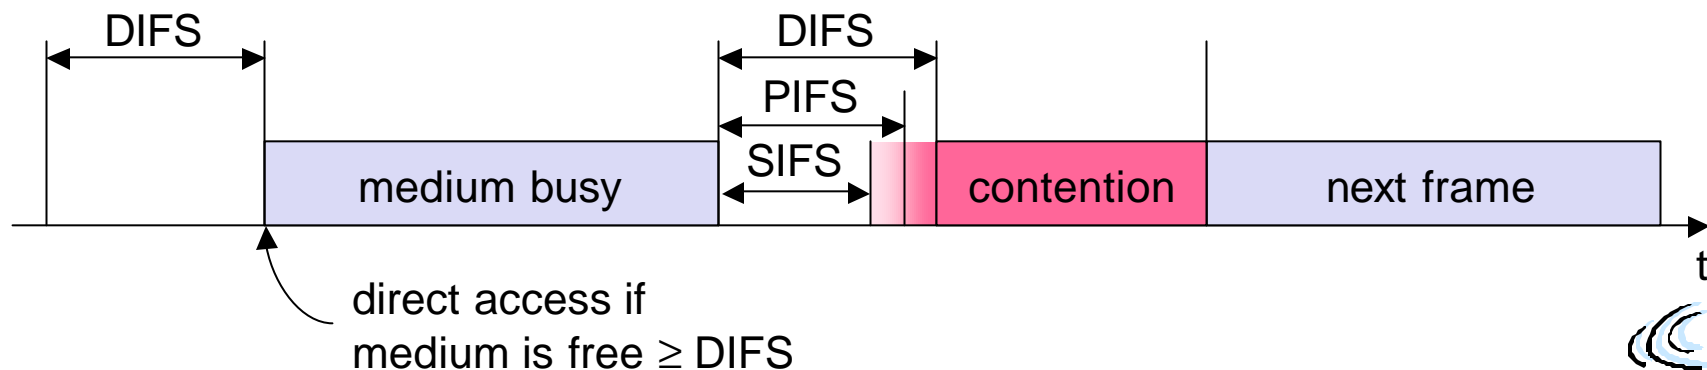 DIFS
DIFS
PIFS
SIFS
medium busy
contention
next frame
t
direct access if
medium is free ≥ DIFS